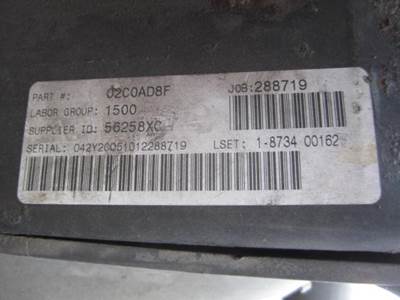 PART #: 02C0AD8F JOB:288719
LABOR GROUP: 1500
SUPPLIER ID: 56258XC
SERIAL: 042Y20051012288719 LSET: 1-8734 00162